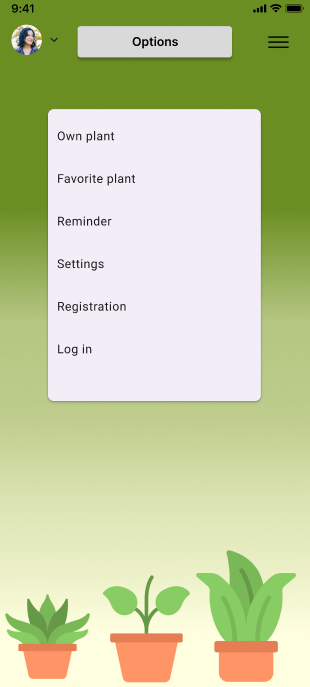 9:41
Options
Own plant
Favorite plant
Reminder
Settings
Registration
Log in